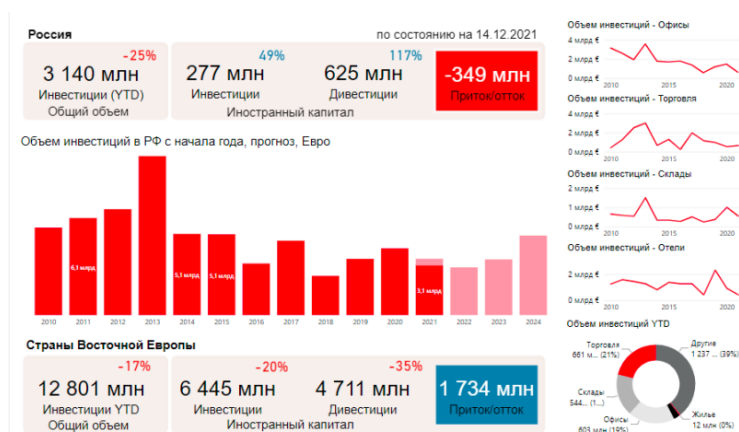 Россия
по состоянию на 14.12.2021
-25%
3 140 млн
Инвестиции (YTD)
Общий объем
49%
277 млн
Инвестиции
117%
625 млн
Дивестиции
Иностранный капитал
-349 млн
Приток/отток
Объем инвестиций в РФ с начала года, прогноз, Евро
6,1 млрд
5,1 млрд
5,1 млрд
3,1 млрд
2010 2011 2012 2013 2014 2015 2016 2017 2018 2019 2020 2021 2022 2023 2024
Страны Восточной Европы
-17%
12 801 млн
Инвестиции YTD
Общий объем
-20%
6 445 млн
Инвестиции
-35%
4 711 млн
Дивестиции
Иностранный капитал
1 734 млн
Приток/отток
Объем инвестиций - Офисы
4 млрд €
2 млрд €
0 млрд €
2010 2015 2020
Объем инвестиций - Торговля
4 млрд €
2 млрд €
0 млрд €
2010 2015 2020
Объем инвестиций - Склады
2 млрд €
1 млрд €
0 млрд €
2010 2015 2020
Объем инвестиций - Отели
2 млрд €
0 млрд €
2010 2015 2020
Объем инвестиций YTD
Торговля
661 м... (21%)
Другие
1 237 ... (39%)
Склады
544... (1...)
Офисы
603 млн (19%)
Жилье
12 млн (0%)